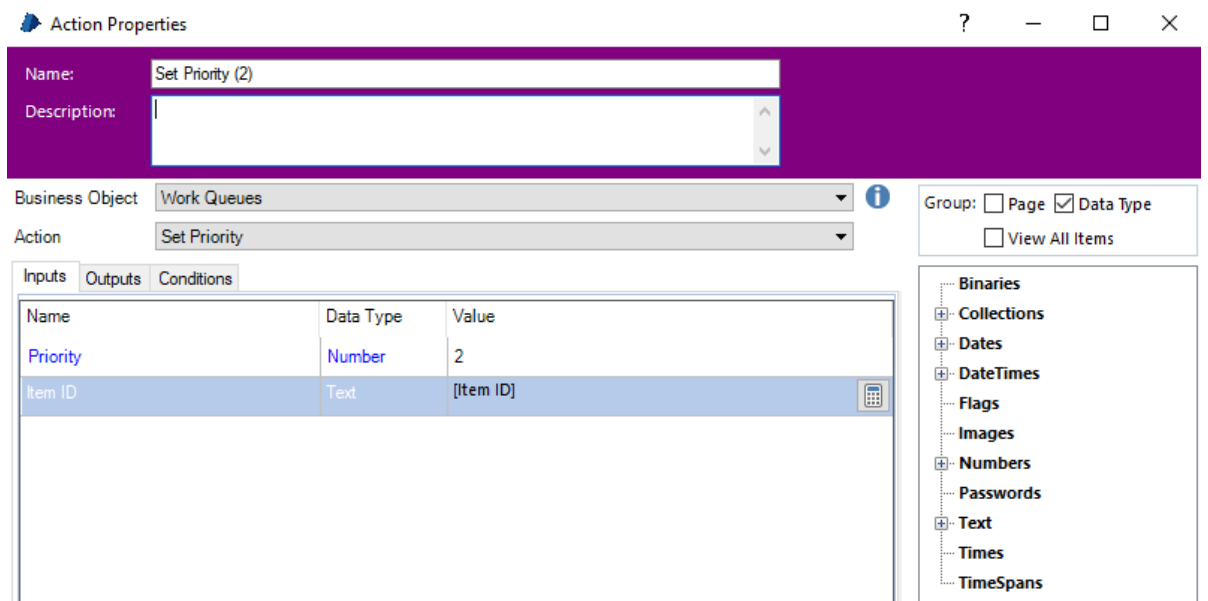 Action Properties ?
Name: Set Priority (2)
Description:
Business Object Work Queues
Action Set Priority
Group: Page Data Type
View All Items
Inputs Outputs Conditions
Name Data Type Value
Priority Number 2
Item ID Text [Item ID]
Binaries
Collections
Dates
DateTimes
Flags
Images
Numbers
Passwords
Text
Times
TimeSpans